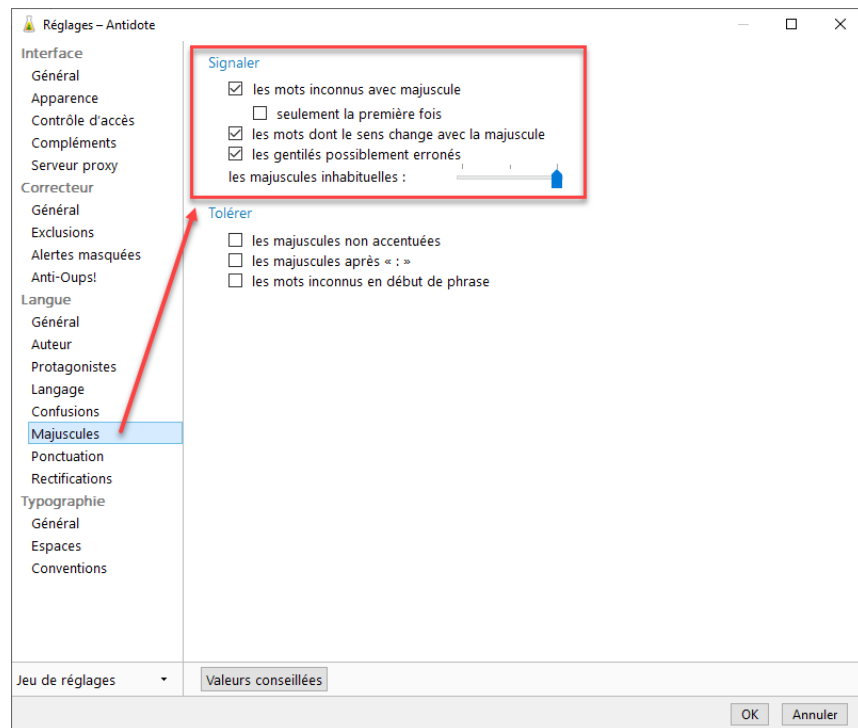 Réglages – Antidote
Interface
Général
Apparence
Contrôle d'accès
Compléments
Serveur proxy
Correcteur
Général
Exclusions
Alertes masquées
Anti-Oups!
Langue
Général
Auteur
Protagonistes
Langage
Confusions
Majuscules
Ponctuation
Rectifications
Typographie
Général
Espaces
Conventions
Signaler
les mots inconnus avec majuscule
seulement la première fois
les mots dont le sens change avec la majuscule
les gentilés possiblement erronés
les majuscules inhabituelles :
Tolérer
les majuscules non accentuées
les majuscules après « : »
les mots inconnus en début de phrase
Jeu de réglages
Valeurs conseillées
OK
Annuler